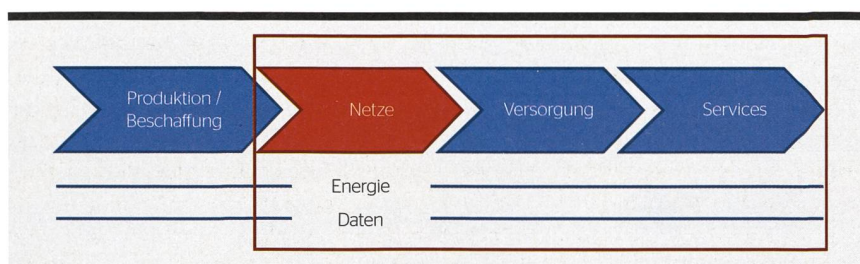 Produktion /
Beschaffung
Netze
Versorgung
Services
Energie
Daten